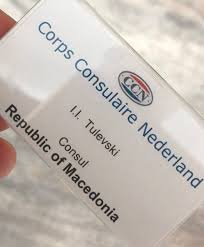 Corps Consulaire Nederland
CCN
I.I. Tulevski
Consul
Republic of Macedonia